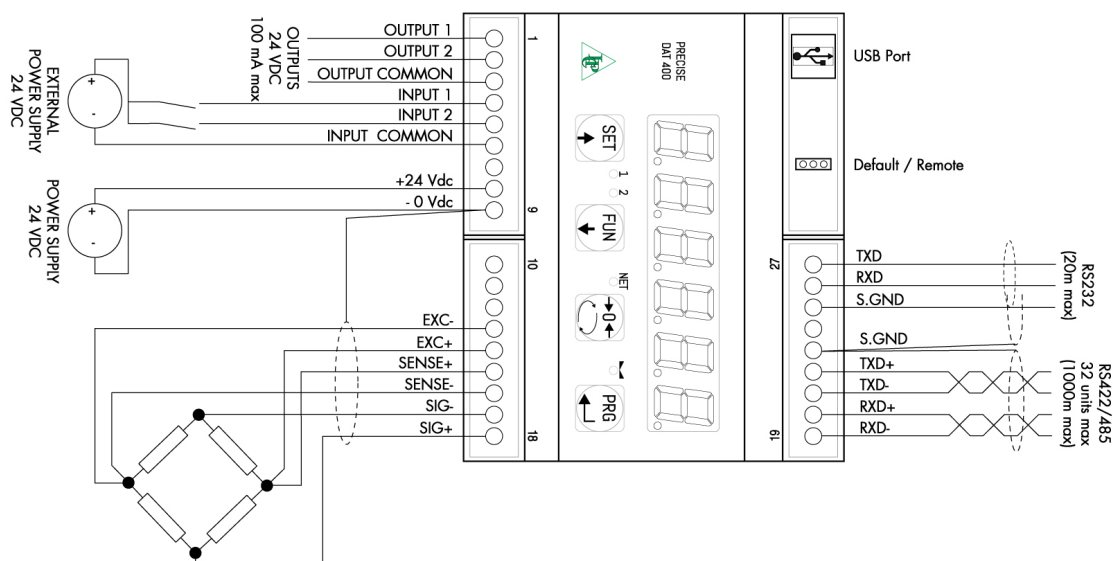 OUTPUT 1
OUTPUT 2
OUTPUT COMMON
INPUT 1
INPUT 2
INPUT COMMON
+24 Vdc
- 0 Vdc
OUTPUTS
24 VDC
100 mA max
EXTERNAL
POWER SUPPLY
24 VDC
+
-
POWER SUPPLY
24 VDC
+
-
1
9
10
18
EXC-
EXC+
SENSE+
SENSE-
SIG-
SIG+
PRECISE
DAT 400
SET
1
2
FUN
NET
0
PRG
USB Port
Default / Remote
27
19
TXD
RXD
S.GND
S.GND
TXD+
TXD-
RXD+
RXD-
RS232
(20m max)
RS422/485
32 units max
(1000m max)